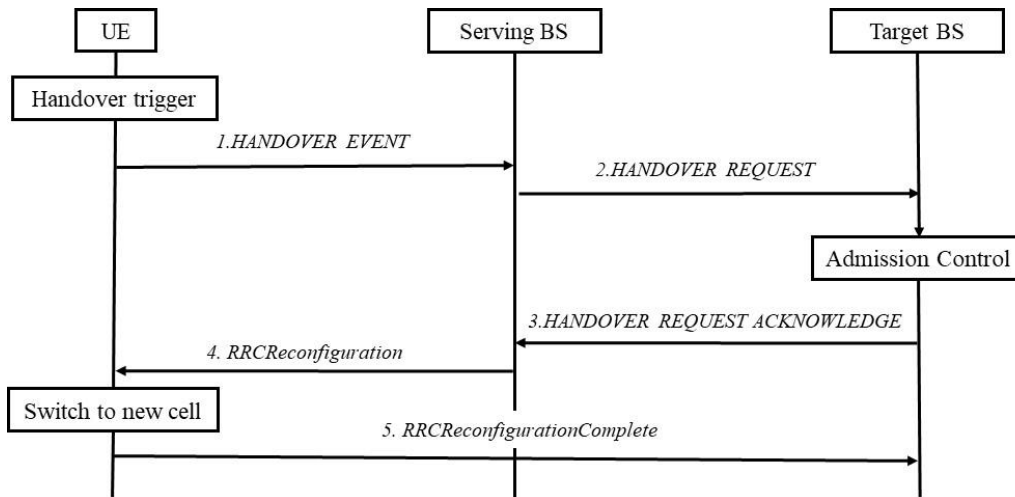 UE
Serving BS
Target BS
Handover trigger
1.HANDOVER EVENT
2.HANDOVER REQUEST
Admission Control
3.HANDOVER REQUEST ACKNOWLEDGE
4. RRCReconfiguration
Switch to new cell
5. RRCReconfigurationComplete